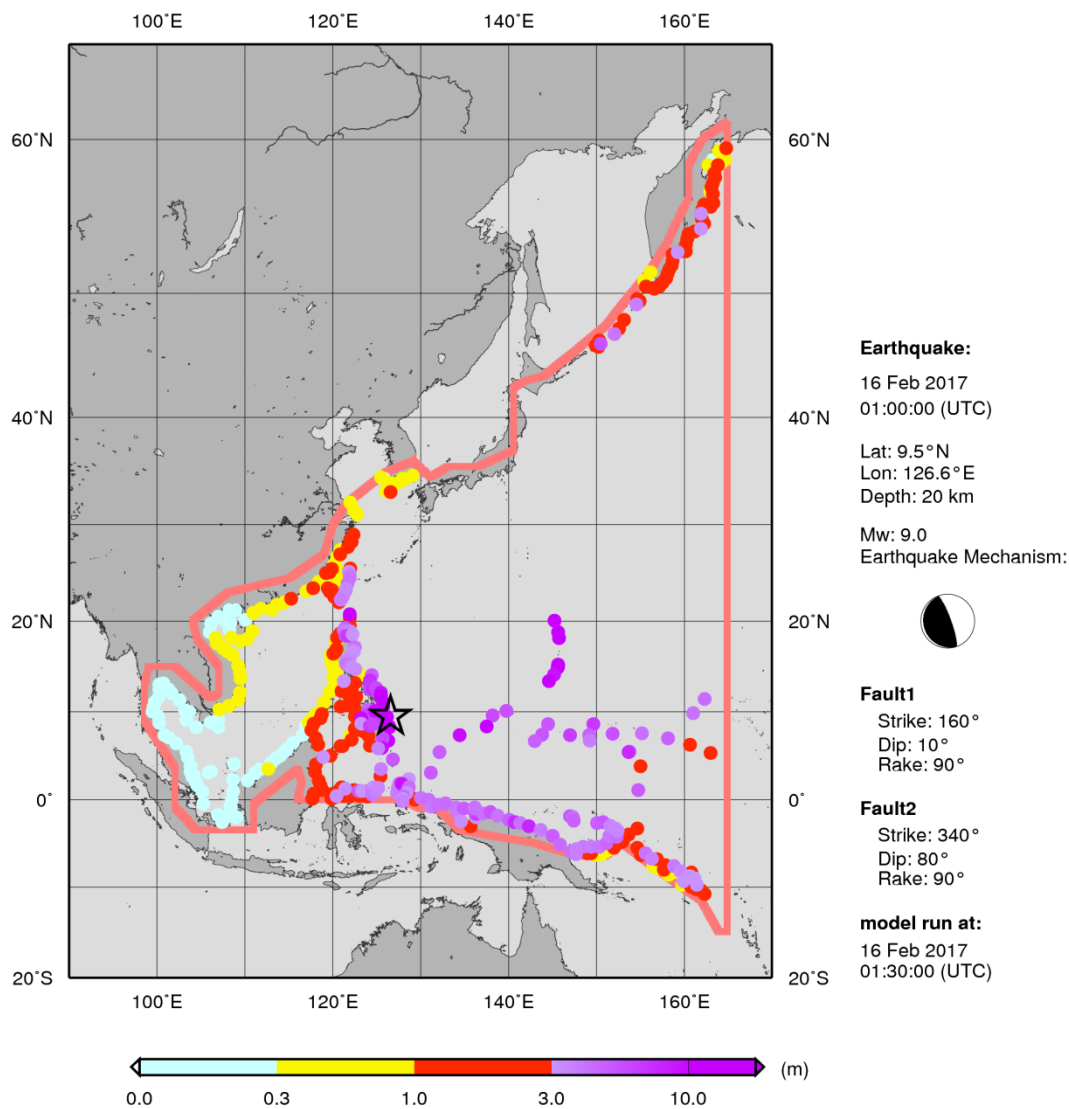 100°E 120°E 140°E 160°E
60°N 60°N
40°N 40°N
20°N 20°N
0° 0°
20°S 20°S
100°E 120°E 140°E 160°E
0.0 0.3 1.0 3.0 10.0 (m)
Earthquake:
16 Feb 2017
01:00:00 (UTC)
Lat: 9.5°N
Lon: 126.6°E
Depth: 20 km
Mw: 9.0
Earthquake Mechanism:
Fault1
Strike: 160°
Dip: 10°
Rake: 90°
Fault2
Strike: 340°
Dip: 80°
Rake: 90°
model run at:
16 Feb 2017
01:30:00 (UTC)